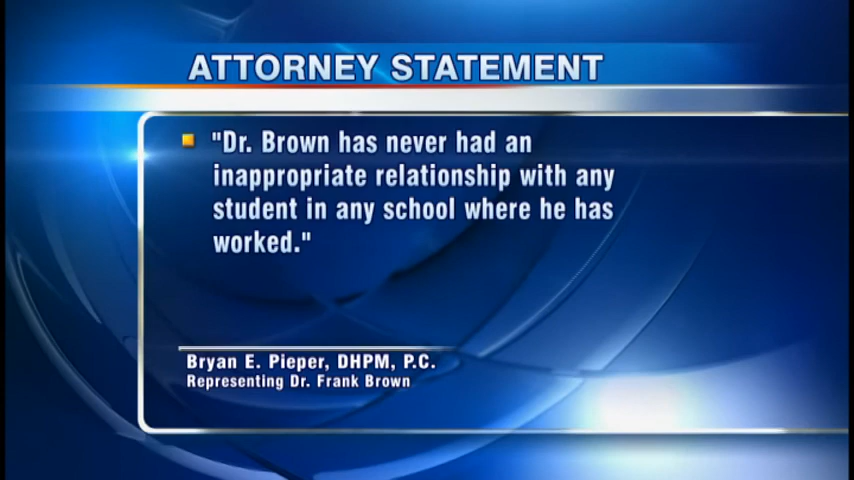 ATTORNEY STATEMENT
"Dr. Brown has never had an
inappropriate relationship with any
student in any school where he has
worked."
Bryan E. Pieper, DHPM, P.C.
Representing Dr. Frank Brown